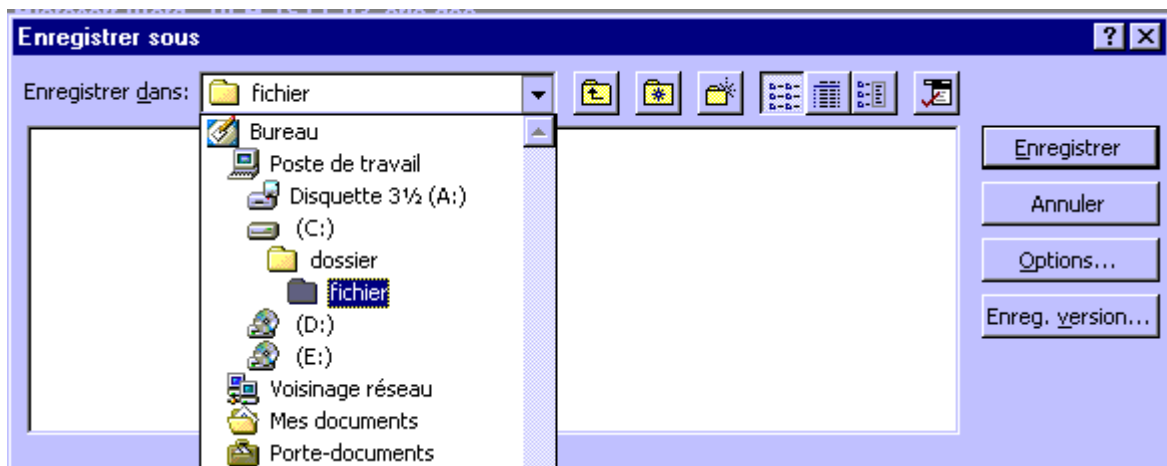 Enregistrer sous
Enregistrer dans: fichier
Bureau
Poste de travail
Disquette 3½ (A:)
(C:)
dossier
fichier
(D:)
(E:)
Voisinage réseau
Mes documents
Porte-documents
Enregistrer
Annuler
Options...
Enreg. version...